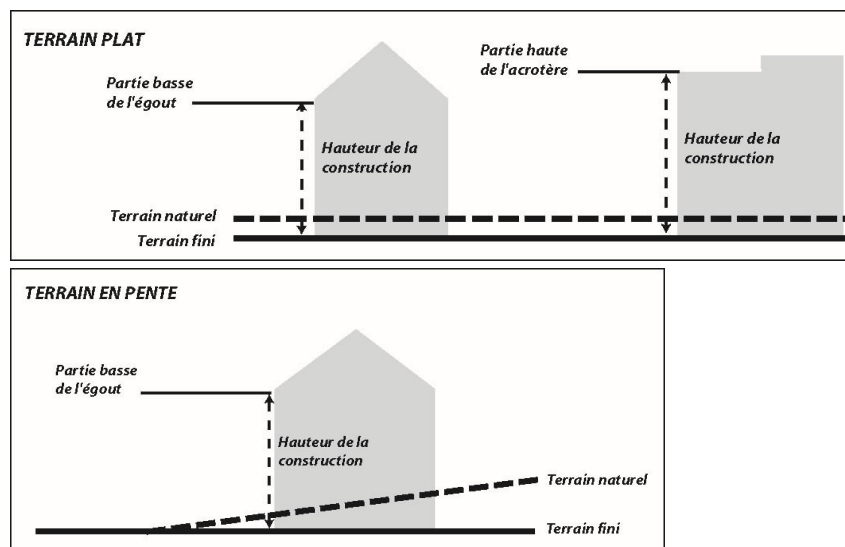 TERRAIN PLAT
Partie basse
de l'égout
Hauteur de la
construction
Partie haute
de l'acrotère
Hauteur de la
construction
Terrain naturel
Terrain fini
TERRAIN EN PENTE
Partie basse
de l'égout
Hauteur de la
construction
Terrain naturel
Terrain fini